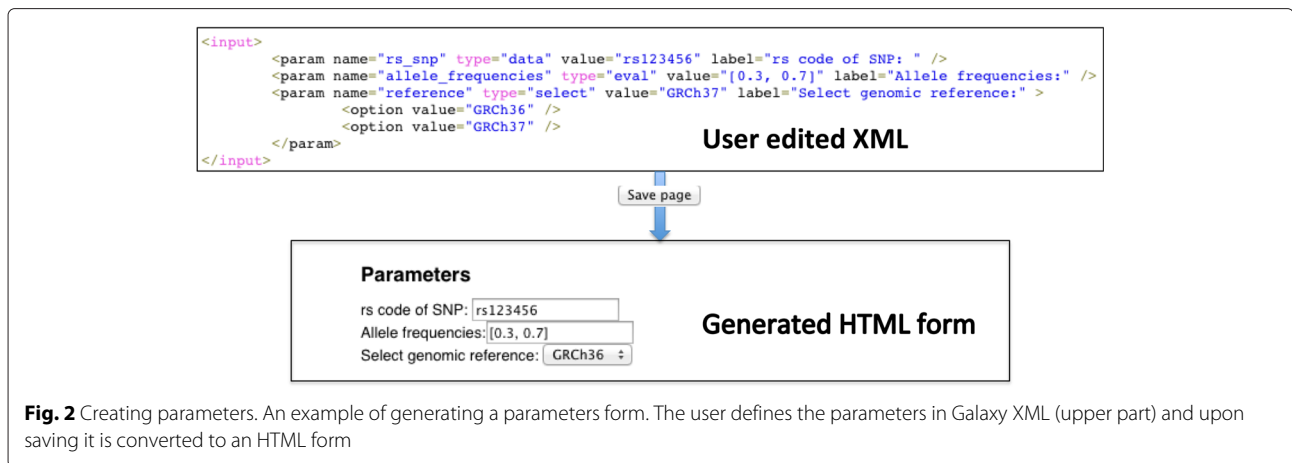 <input>
<param name="rs_snp" type="data" value="rs123456" label="rs code of SNP: " />
<param name="allele_frequencies" type="eval" value="[0.3, 0.7]" label="Allele frequencies:" />
<param name="reference" type="select" value="GRCh37" label="Select genomic reference:" >
<option value="GRCh36" />
<option value="GRCh37" />
</param>
User edited XML
</input>
Save page
Parameters
rs code of SNP: rs123456
Allele frequencies: [0.3, 0.7]
Select genomic reference: GRCh36
Generated HTML form
Fig. 2 Creating parameters. An example of generating a parameters form. The user defines the parameters in Galaxy XML (upper part) and upon
saving it is converted to an HTML form